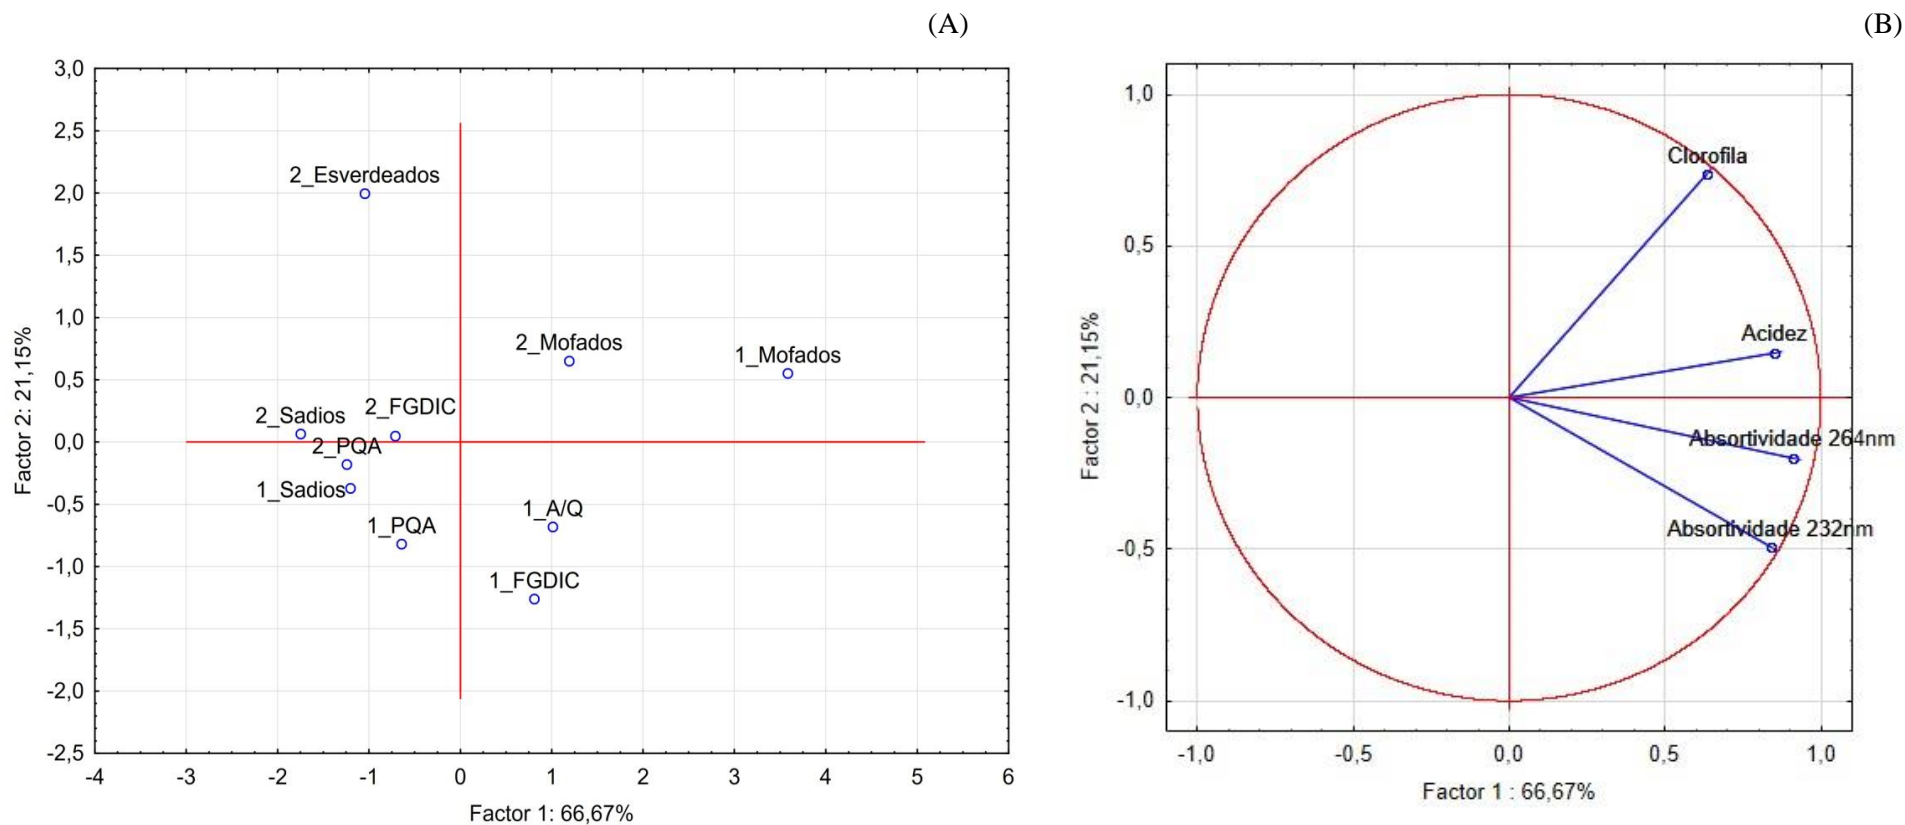 (A)
3,0
2,5
2,0
1,5
1,0
0,5
0,0
-0,5
-1,0
-1,5
-2,0
-2,5
-4
-3
-2
-1
0
1
2
3
4
5
6
Factor 2: 21,15%
Factor 1: 66,67%
2_Esverdeados
2_Mofados
1_Mofados
2_FGDIC
2_Sadios
2_PQA
1_Sadios
1_A/Q
1_PQA
1_FGDIC
(B)
1,0
0,5
0,0
-0,5
-1,0
-1,0
-0,5
0,0
0,5
1,0
Factor 2 : 21,15%
Factor 1 : 66,67%
Clorofila
Acidez
Absortividade 264nm
Absortividade 232nm